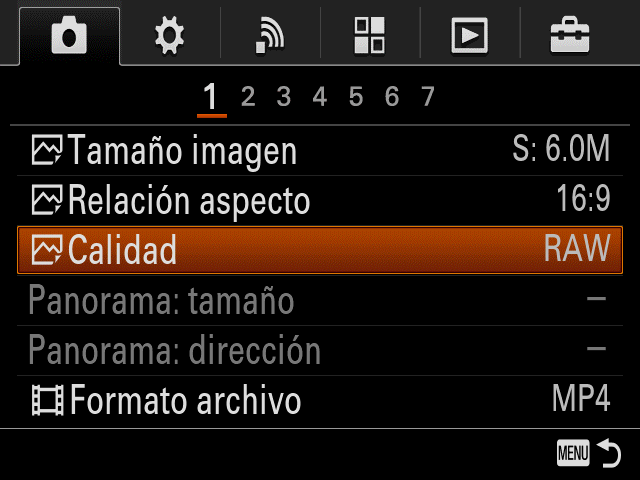 1 2 3 4 5 6 7
Tamaño imagen S: 6.0M
Relación aspecto 16:9
Calidad RAW
Panorama: tamaño –
Panorama: dirección –
Formato archivo MP4
MENU